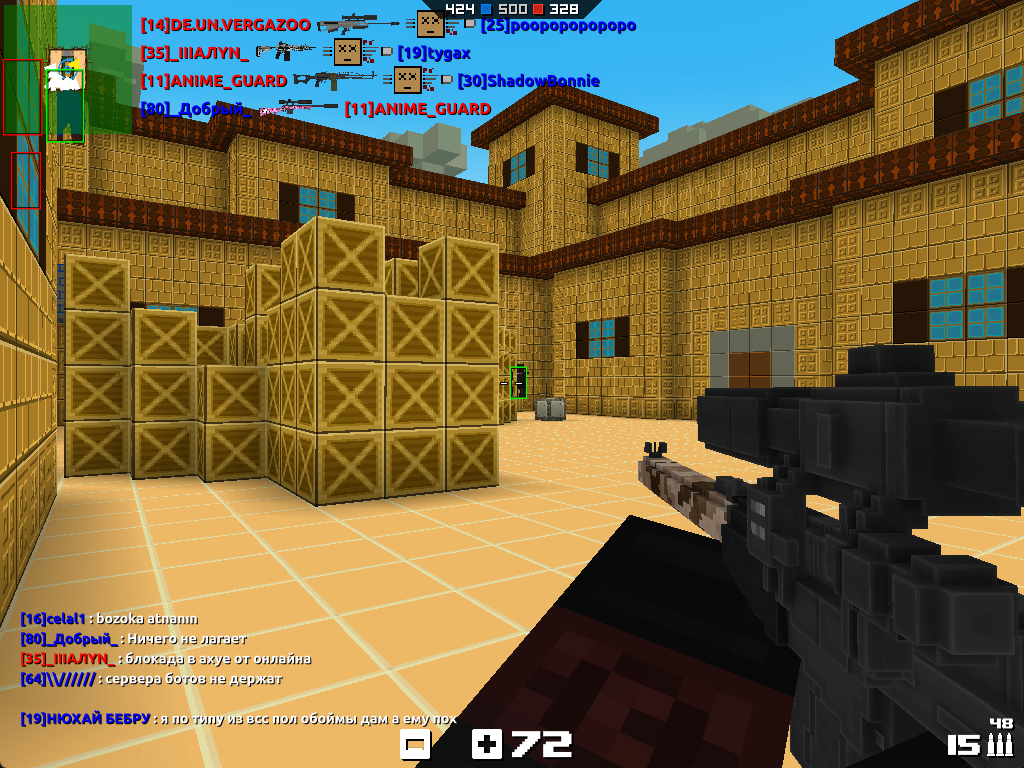 424 500 328
[14]DE.UN.VERGAZOO [25]poopopopopopo
[35]_IIIAЛYN_ [19]tygax
[11]ANIME_GUARD [30]ShadowBonnie
[80]_Добрый_ [11]ANIME_GUARD
[16]celal1 : bozoka atnann
[80]_Добрый_ : Ничего не лагает
[35]_IIIAЛYN_ : блокада в ахуе от онлайна
[64]\\////// : сервера ботов не держат
[19]НЮХАЙ БЕБРУ : я по типу из всс пол обоймы дам а ему пох
72
48
15